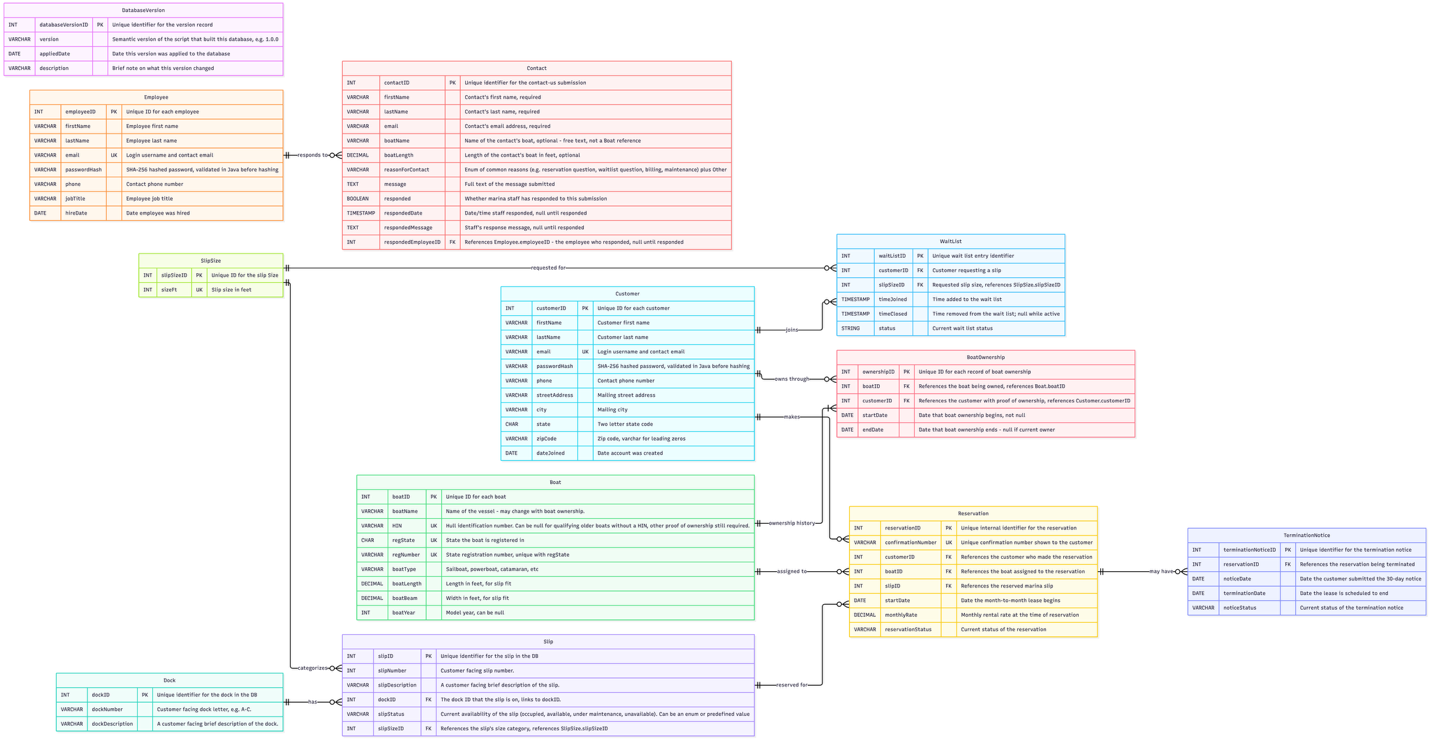 DatabaseVersion
INT databaseVersionID PK Unique identifier for the version record
VARCHAR version Semantic version of the script that built this database, e.g. 1.0.0
DATE appliedDate Date this version was applied to the database
VARCHAR description Brief note on what this version changed
Employee
INT employeeID PK Unique ID for each employee
VARCHAR firstName Employee first name
VARCHAR lastName Employee last name
VARCHAR email UK Login username and contact email
VARCHAR passwordHash SHA-256 hashed password, validated in Java before hashing
VARCHAR phone Contact phone number
VARCHAR jobTitle Employee job title
DATE hireDate Date employee was hired
responds to
Contact
INT contactID PK Unique identifier for the contact-us submission
VARCHAR firstName Contact's first name, required
VARCHAR lastName Contact's last name, required
VARCHAR email Contact's email address, required
VARCHAR boatName Name of the contact's boat, optional - free text, not a Boat reference
DECIMAL boatLength Length of the contact's boat in feet, optional
VARCHAR reasonForContact Enum of common reasons (e.g, reservation question, waitlist question, billing, maintenance) plus Other
TEXT message Full text of the message submitted
BOOLEAN responded Whether marina staff has responded to this submission
TIMESTAMP respondedDate Date/time staff responded, null until responded
TEXT respondedMessage Staff's response message, null until responded
INT respondedEmployeeID FK References Employee.employeeID - the employee who responded, null until responded
SlipSize
INT slipSizeID PK Unique ID for the slip Size
INT sizeFt UK Slip size in feet
requested for
WaitList
INT waitListID PK Unique wait list entry identifier
INT customerID FK Customer requesting a slip
INT slipSizeID FK Requested slip size, references SlipSize.slipSizeID
TIMESTAMP timeJoined Time added to the wait list
TIMESTAMP timeClosed Time removed from the wait list; null while active
STRING status Current wait list status
Customer
INT customerID PK Unique ID for each customer
VARCHAR firstName Customer first name
VARCHAR lastName Customer last name
VARCHAR email UK Login username and contact email
VARCHAR passwordHash SHA-256 hashed password, validated in Java before hashing
VARCHAR phone Contact phone number
VARCHAR streetAddress Mailing street address
VARCHAR city Mailing city
CHAR state Two letter state code
VARCHAR zipCode Zip code, varchar for leading zeros
DATE dateJoined Date account was created
joins
owns through
makes
BoatOwnership
INT ownershipID PK Unique ID for each record of boat ownership
INT boatID FK References the boat being owned, references Boat.boatID
INT customerID FK References the customer with proof of ownership, references Customer.customerID
DATE startDate Date that boat ownership begins, not null
DATE endDate Date that boat ownership ends - null if current owner
Boat
INT boatID PK Unique ID for each boat
VARCHAR boatName Name of the vessel - may change with boat ownership.
VARCHAR HIN UK Hull identification number. Can be null for qualifying older boats without a HIN, other proof of ownership still required.
CHAR regState UK State the boat is registered in
VARCHAR regNumber UK State registration number, unique with regState
VARCHAR boatType Sailboat, powerboat, catamaran, etc
DECIMAL boatLength Length in feet, for slip fit
DECIMAL boatBeam Width in feet, for slip fit
INT boatYear Model year, can be null
ownership history
assigned to
Reservation
INT reservationID PK Unique internal identifier for the reservation
VARCHAR confirmationNumber UK Unique confirmation number shown to the customer
INT customerID FK References the customer who made the reservation
INT boatID FK References the boat assigned to the reservation
INT slipID FK References the reserved marina slip
DATE startDate Date the month-to-month lease begins
DECIMAL monthlyRate Monthly rental rate at the time of reservation
VARCHAR reservationStatus Current status of the reservation
may have
TerminationNotice
INT terminationNoticeID PK Unique identifier for the termination notice
INT reservationID FK References the reservation being terminated
DATE noticeDate Date the customer submitted the 30-day notice
DATE terminationDate Date the lease is scheduled to end
VARCHAR noticeStatus Current status of the termination notice
categorizes
Slip
INT slipID PK Unique identifier for the slip in the DB
INT slipNumber Customer facing slip number.
VARCHAR slipDescription A customer facing brief description of the slip.
INT dockID FK The dock ID that the slip is on, links to dockID.
VARCHAR slipStatus Current availability of the slip (occupied, available, under maintenance, unavailable). Can be an enum or predefined value
INT slipSizeID FK References the slip's size category, references SlipSize.slipSizeID
reserved for
Dock
INT dockID PK Unique identifier for the dock in the DB
VARCHAR dockNumber Customer facing dock letter, e.g. A-C.
VARCHAR dockDescription A customer facing brief description of the dock.
has